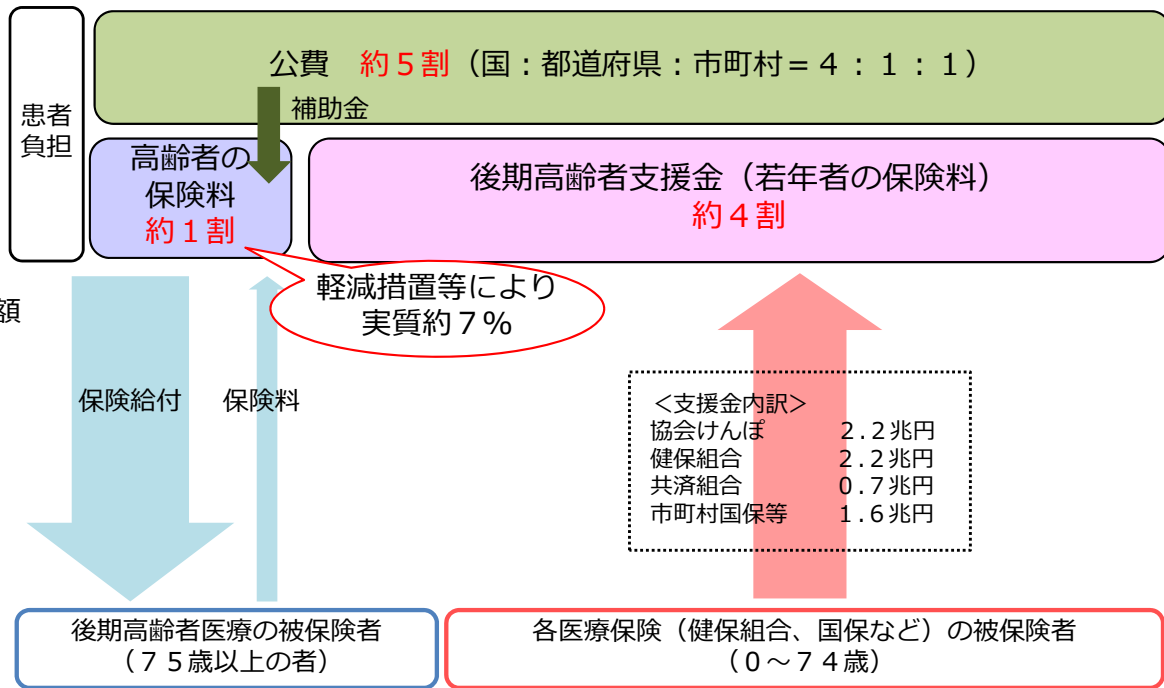 公費　約５割（国：都道府県：市町村＝４：１：１）
患者
負担
補助金
高齢者の
保険料
約１割
後期高齢者支援金（若年者の保険料）
約４割
軽減措置等により
実質約７％
額
保険給付
保険料
＜支援金内訳＞
協会けんぽ　２.２兆円
健保組合　２.２兆円
共済組合　０.７兆円
市町村国保等　１.６兆円
後期高齢者医療の被保険者
（７５歳以上の者）
各医療保険（健保組合、国保など）の被保険者
（０～７４歳）